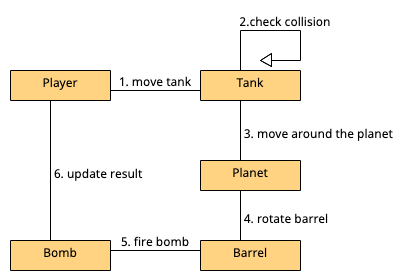 2.check collision
Player
1. move tank
Tank
3. move around the planet
6. update result
Planet
4. rotate barrel
Bomb
5. fire bomb
Barrel